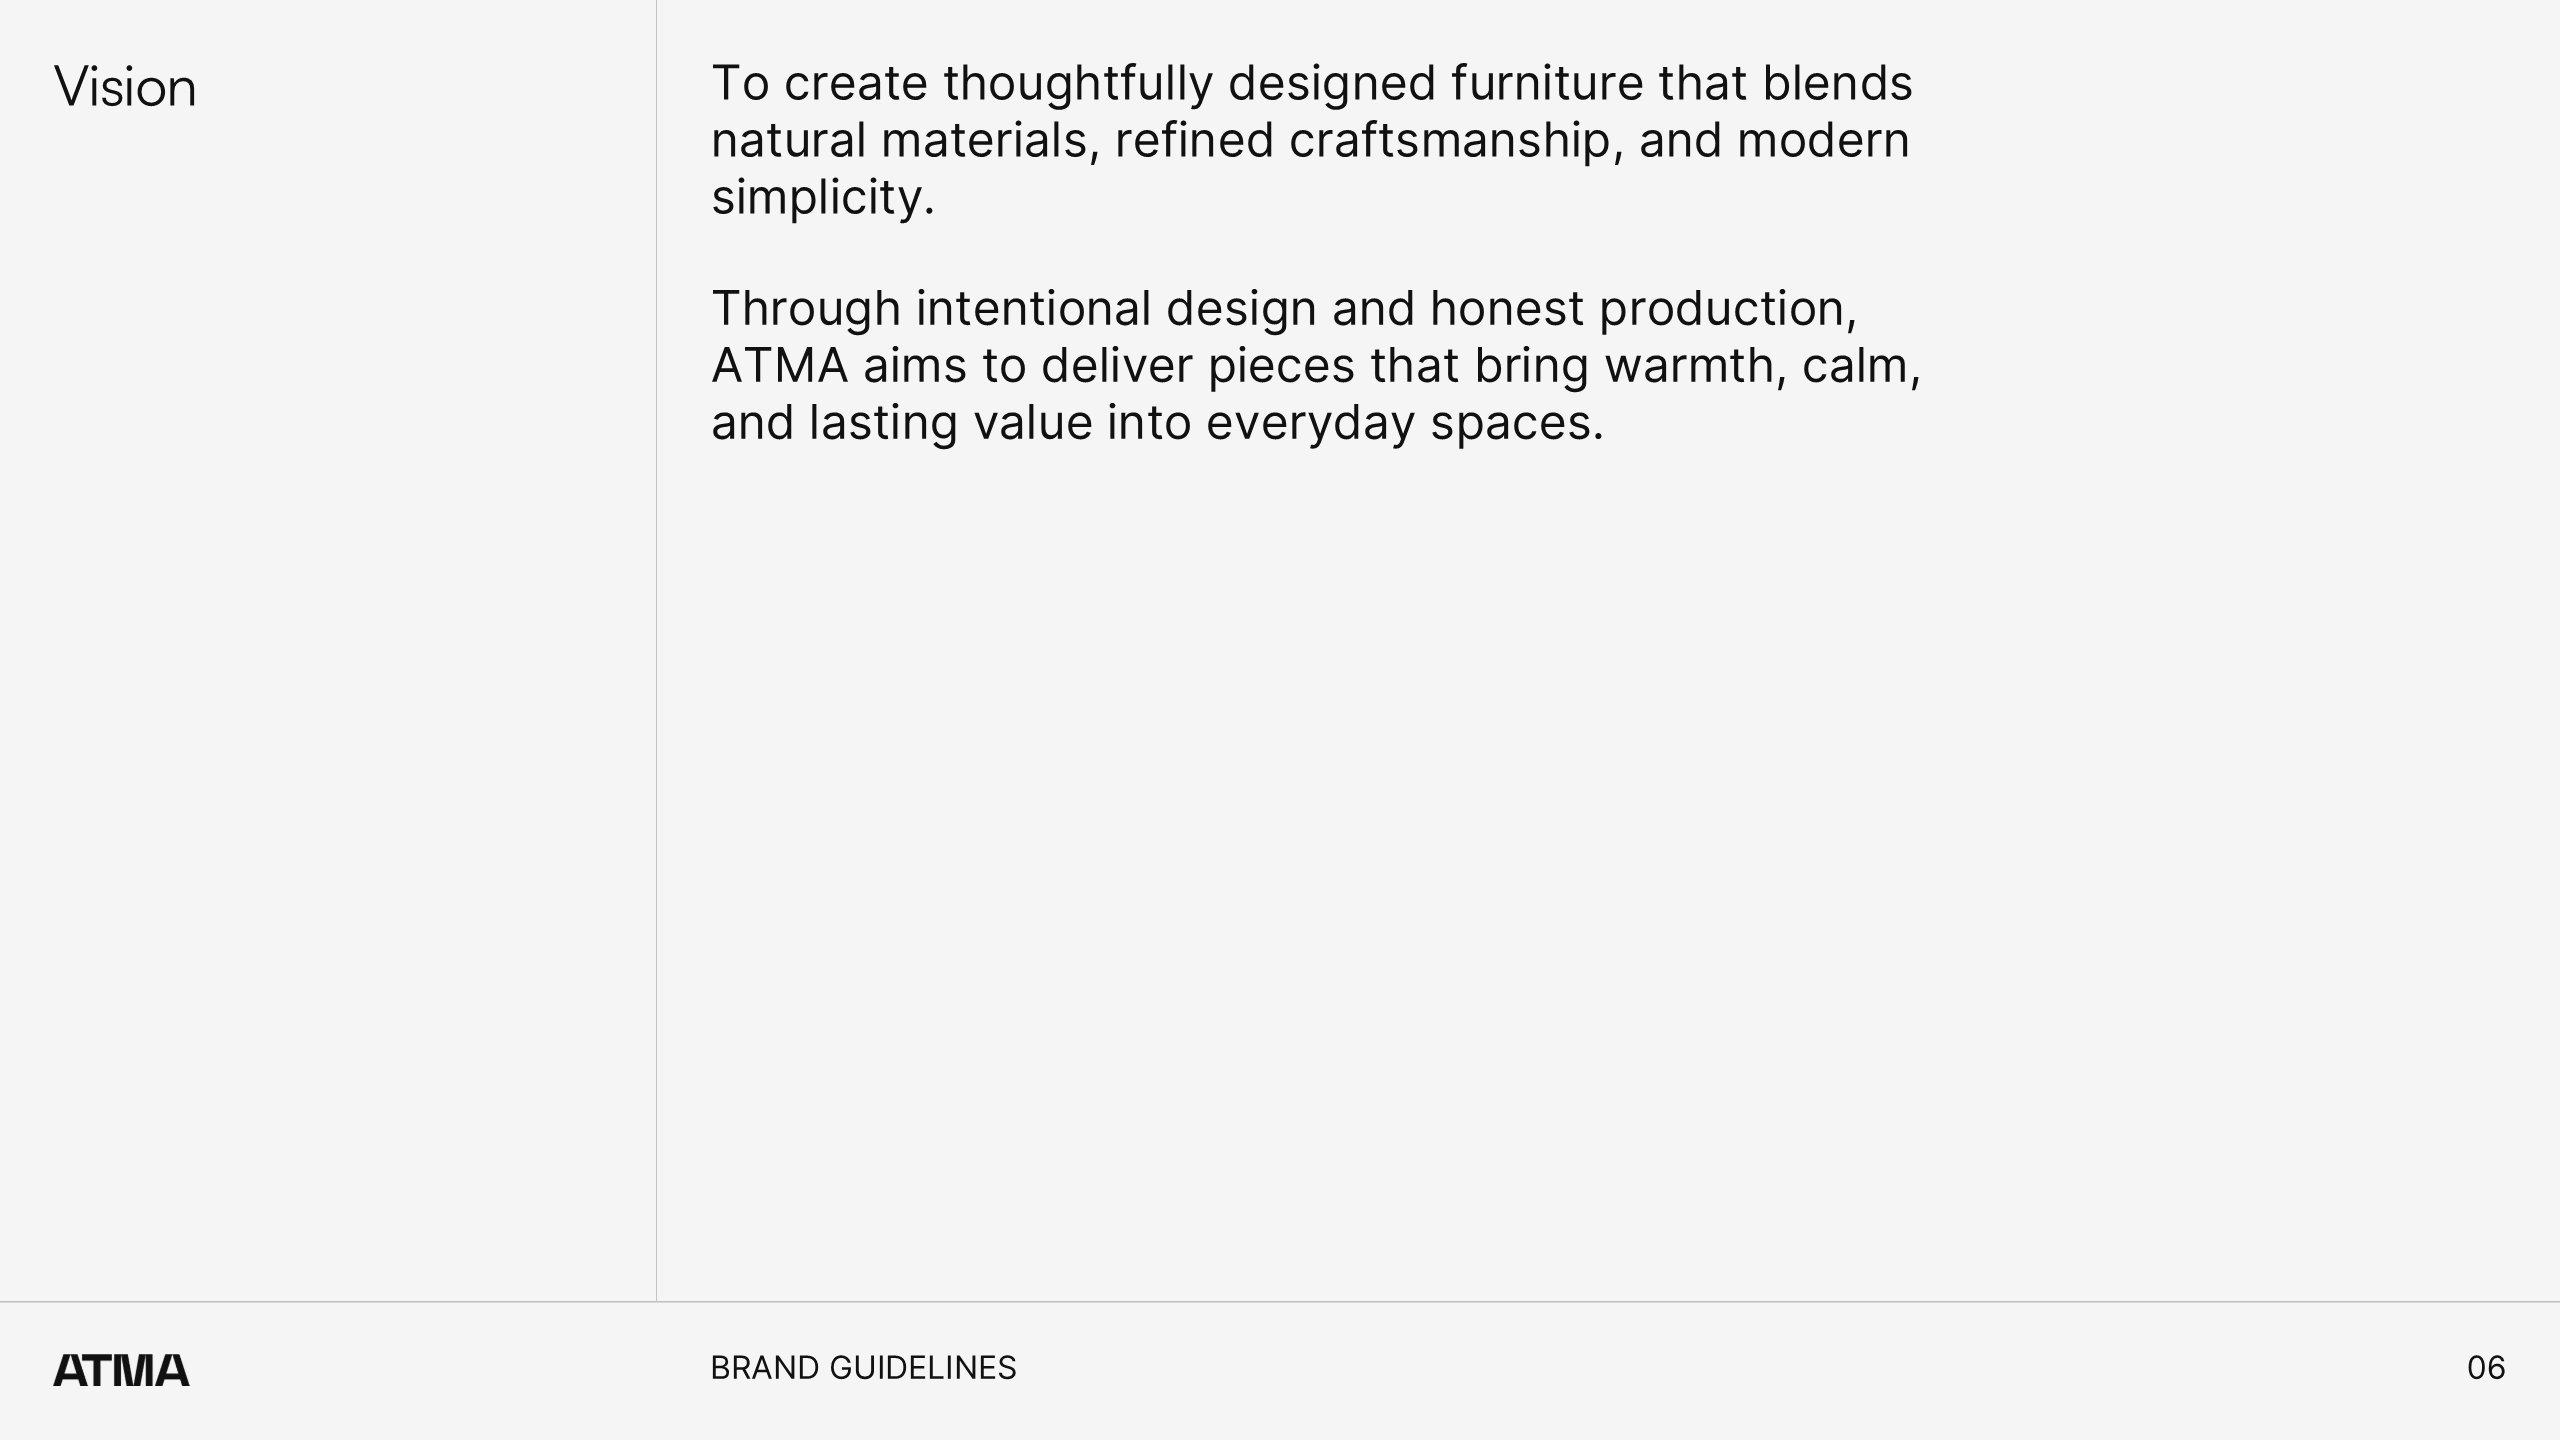 Vision
To create thoughtfully designed furniture that blends
natural materials, refined craftsmanship, and modern
simplicity.
Through intentional design and honest production,
ATMA aims to deliver pieces that bring warmth, calm,
and lasting value into everyday spaces.
ATMA
BRAND GUIDELINES
06